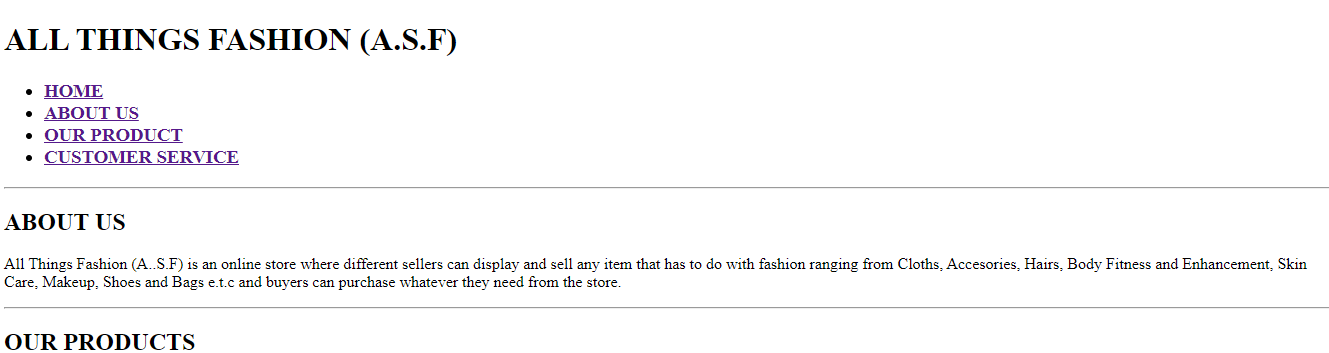 ALL THINGS FASHION (A.S.F)
HOME
ABOUT US
OUR PRODUCT
CUSTOMER SERVICE
ABOUT US
All Things Fashion (A..S.F) is an online store where different sellers can display and sell any item that has to do with fashion ranging from Cloths, Accesories, Hairs, Body Fitness and Enhancement, Skin
Care, Makeup, Shoes and Bags e.t.c and buyers can purchase whatever they need from the store.
OUR PRODUCTS